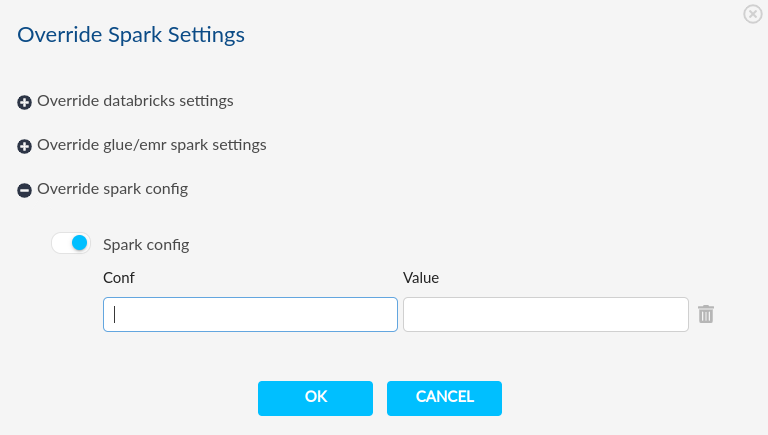 Override Spark Settings
Override databricks settings
Override glue/emr spark settings
Override spark config
Spark config
Conf Value
OK CANCEL